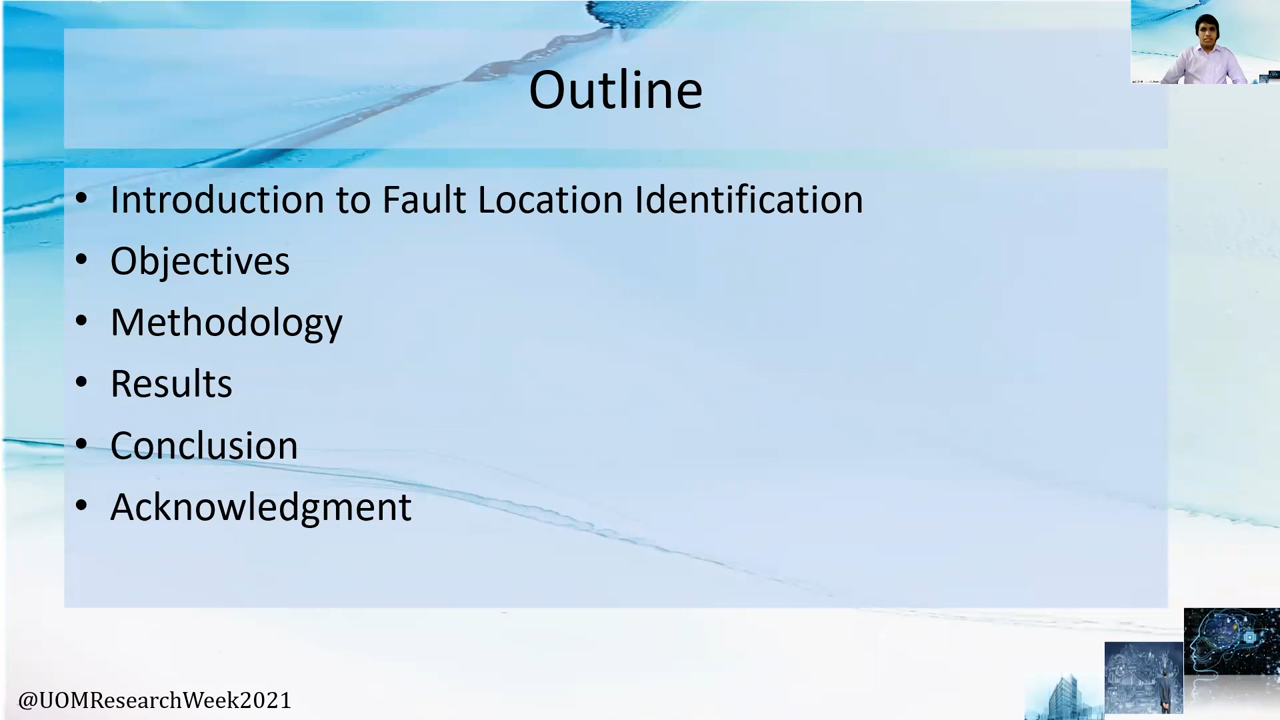 Outline
• Introduction to Fault Location Identification
• Objectives
• Methodology
• Results
• Conclusion
• Acknowledgment
@UOMResearchWeek2021